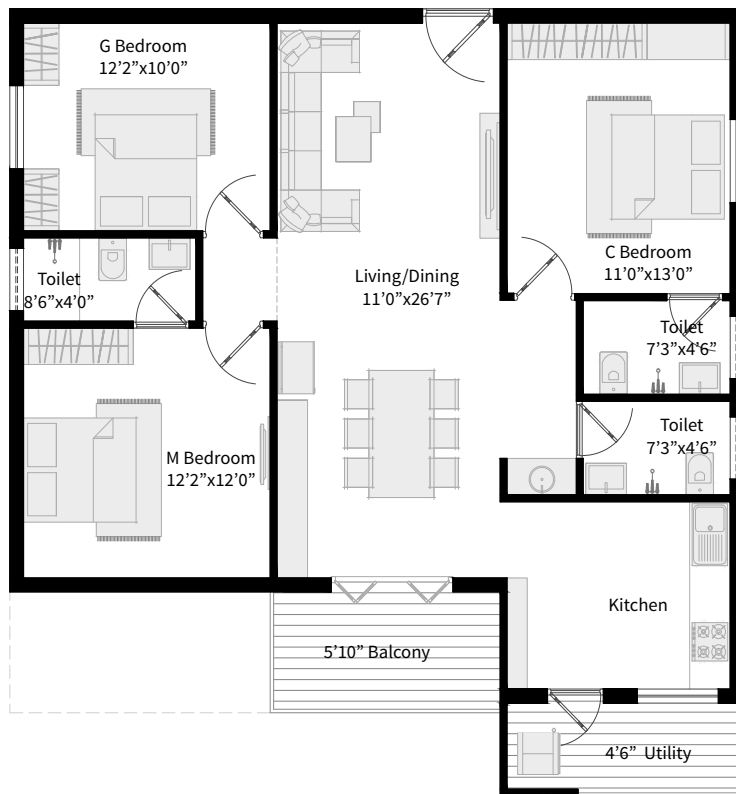 G Bedroom
12’2”x10’0”
C Bedroom
11’0”x13’0”
Toilet
8’6”x4’0”
Living/Dining
11’0”x26’7”
Toilet
7’3”x4’6”
Toilet
7’3”x4’6”
M Bedroom
12’2”x12’0”
Kitchen
5’10” Balcony
4’6” Utility